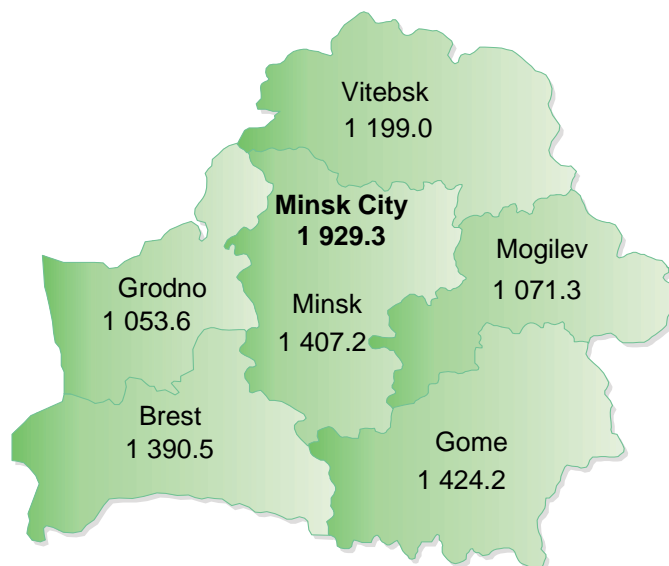 Vitebsk
1 199.0
Minsk City
1 929.3
Mogilev
1 071.3
Grodno
1 053.6
Minsk
1 407.2
Brest
1 390.5
Gome
1 424.2